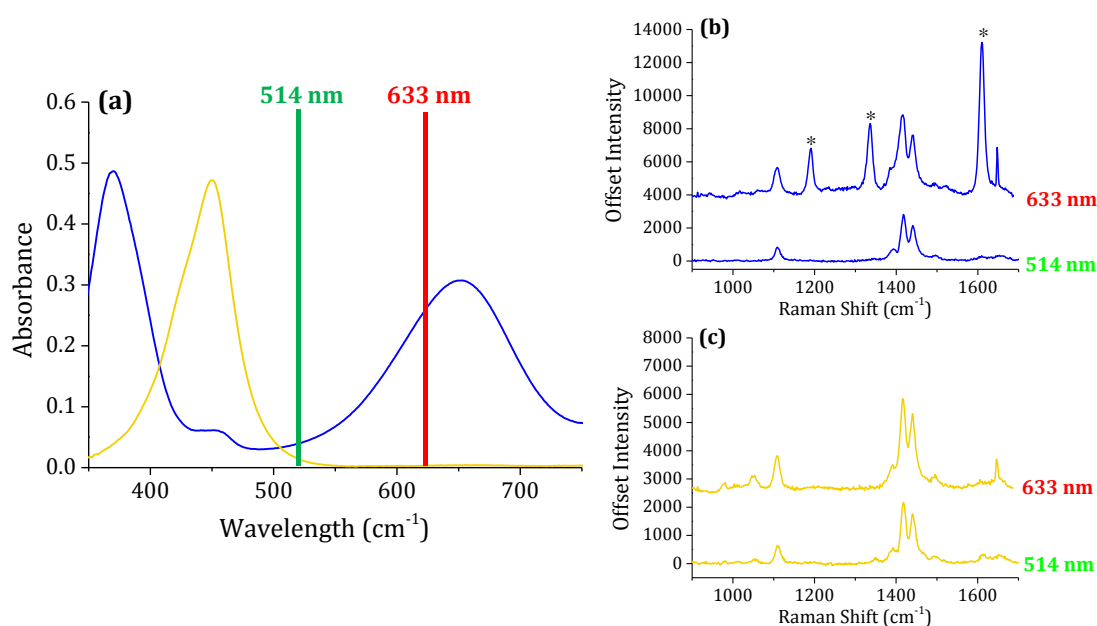 (a)
514 nm
633 nm
0.6
0.5
0.4
0.3
0.2
0.1
0.0
Absorbance
400
500
600
700
Wavelength (cm⁻¹)
(b)
14000
12000
10000
8000
6000
4000
2000
0
Offset Intensity
*
*
*
633 nm
514 nm
1000
1200
1400
1600
Raman Shift (cm⁻¹)
(c)
8000
7000
6000
5000
4000
3000
2000
1000
0
Offset Intensity
633 nm
514 nm
1000
1200
1400
1600
Raman Shift (cm⁻¹)